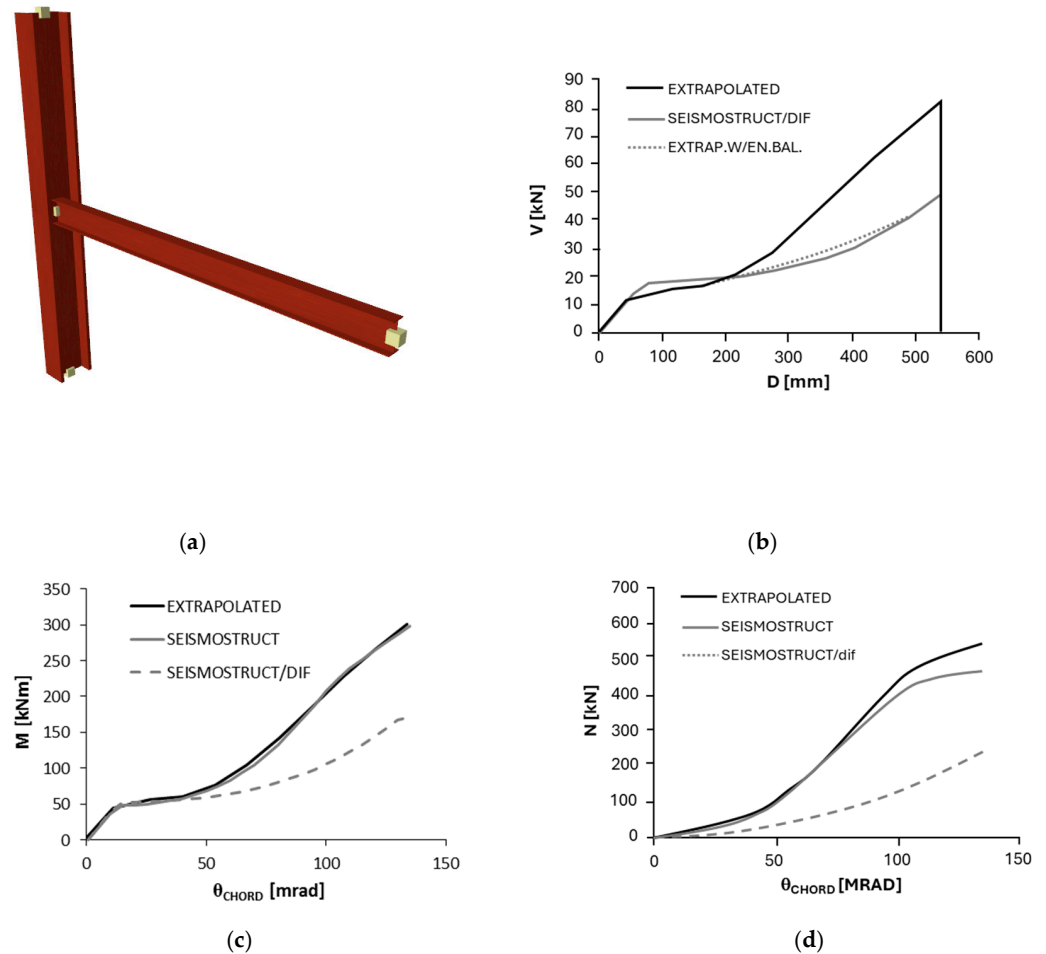 90
80
70
60
50
40
30
20
10
0
V [kN]
EXTRAPOLATED
SEISMOSTRUCT/DIF
EXTRAP.W/EN.BAL.
0 100 200 300 400 500 600
D [mm]
(a)
(b)
350
300
250
200
150
100
50
0
M [kNm]
EXTRAPOLATED
SEISMOSTRUCT
SEISMOSTRUCT/DIF
0 50 100 150
θCHORD [mrad]
(c)
700
600
500
400
300
200
100
0
N [kN]
EXTRAPOLATED
SEISMOSTRUCT
SEISMOSTRUCT/dif
0 50 100 150
θCHORD [MRAD]
(d)